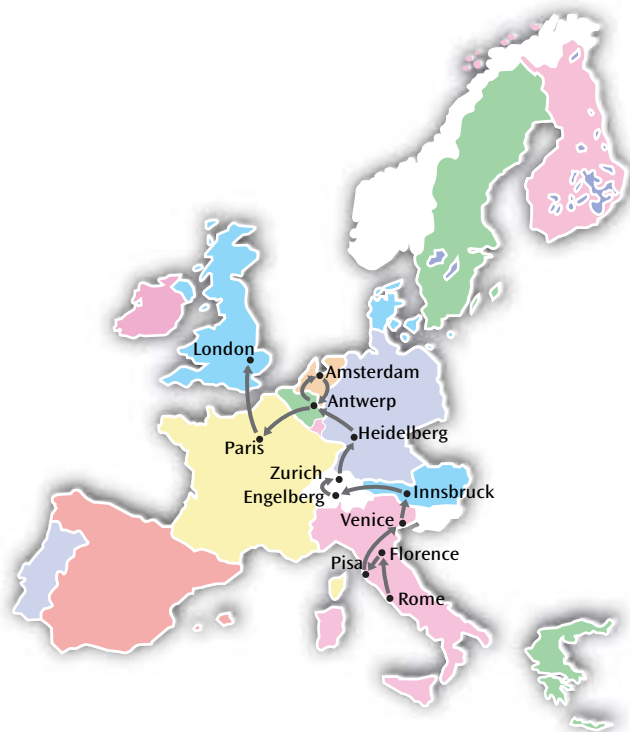 London
Amsterdam
Antwerp
Heidelberg
Paris
Zurich
Engelberg
Innsbruck
Venice
Florence
Pisa
Rome